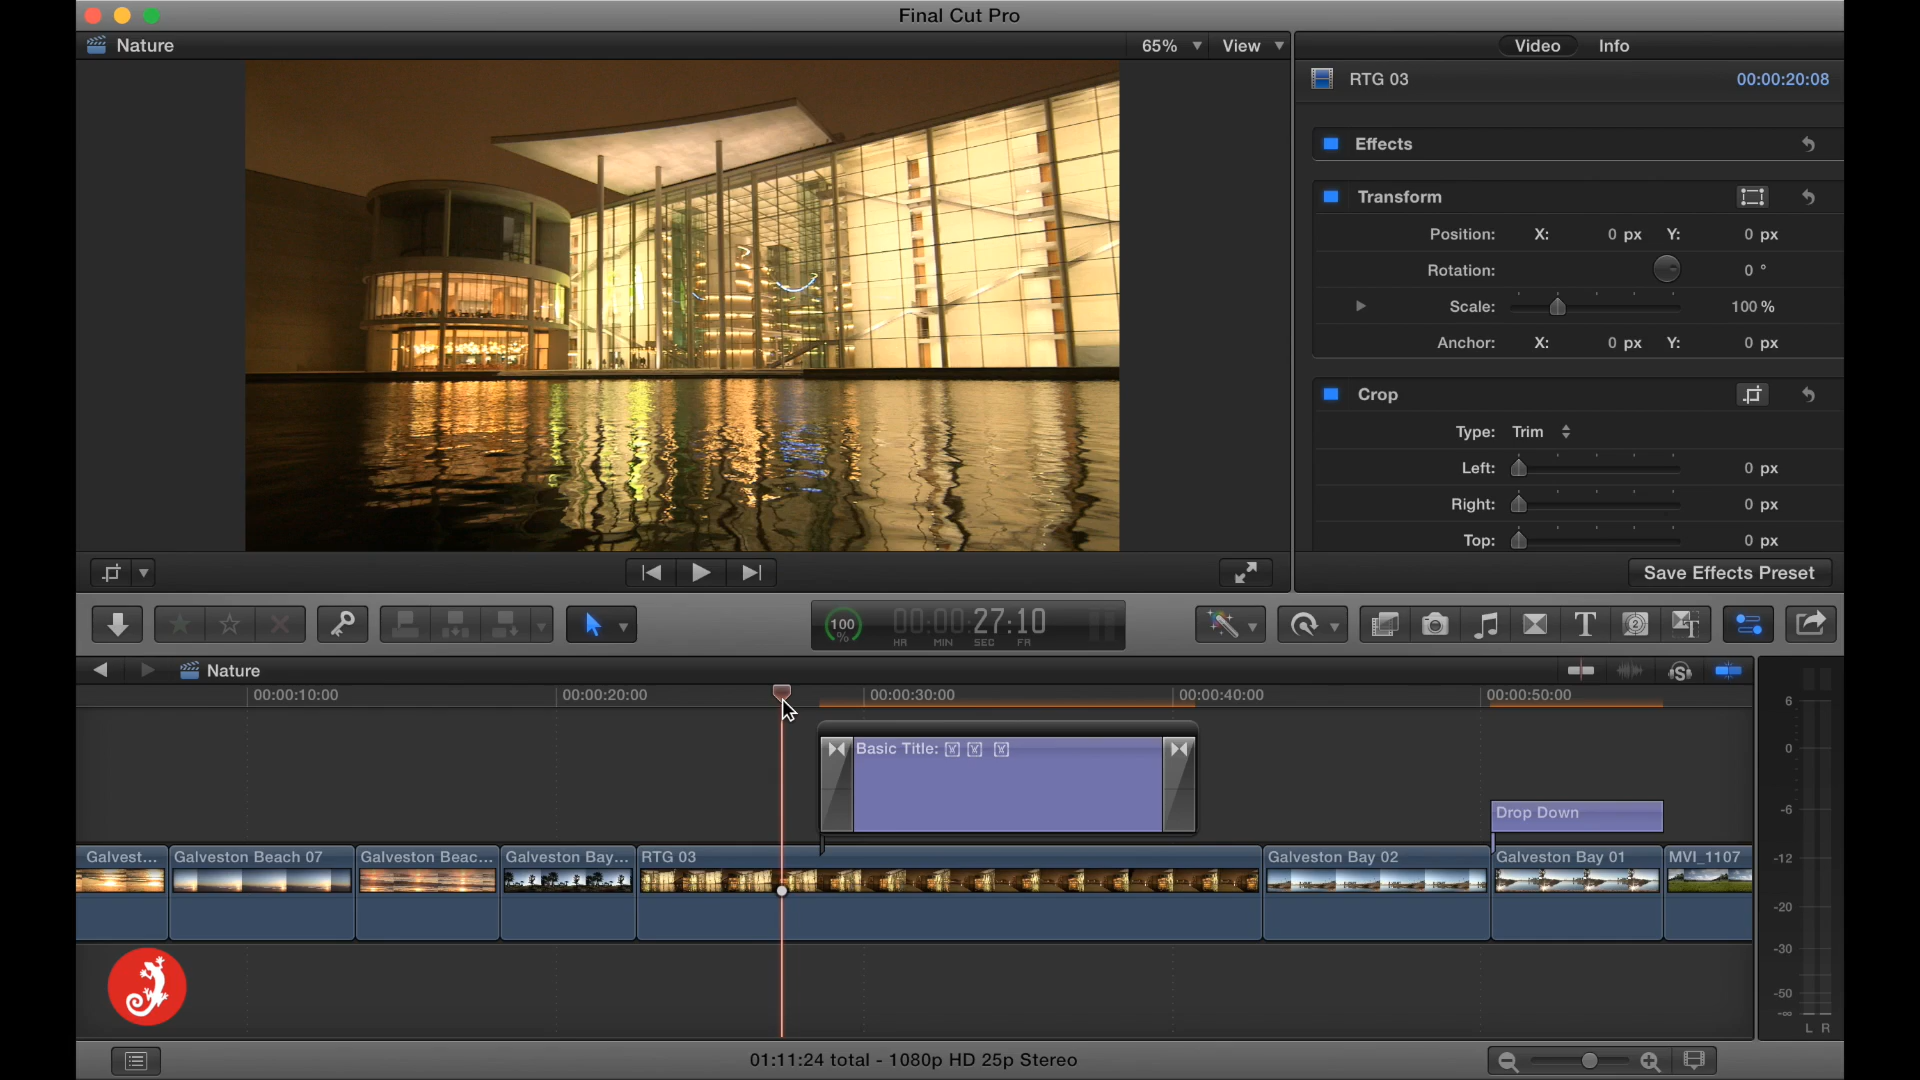 Final Cut Pro
Nature
65%
View
Video
Info
RTG 03
00:00:20:08
Effects
Transform
Position: X: 0 px Y: 0 px
Rotation: 0 °
Scale: 100 %
Anchor: X: 0 px Y: 0 px
Crop
Type: Trim
Left: 0 px
Right: 0 px
Top: 0 px
Save Effects Preset
100 %
00:00:27:10
HR MIN SEC FR
Nature
00:00:10:00
00:00:20:00
00:00:30:00
00:00:40:00
00:00:50:00
Basic Title:
Drop Down
Galvest...
Galveston Beach 07
Galveston Beac...
Galveston Bay...
RTG 03
Galveston Bay 02
Galveston Bay 01
MVI_1107
6
0
-6
-12
-20
-30
-50
-∞
L R
01:11:24 total - 1080p HD 25p Stereo